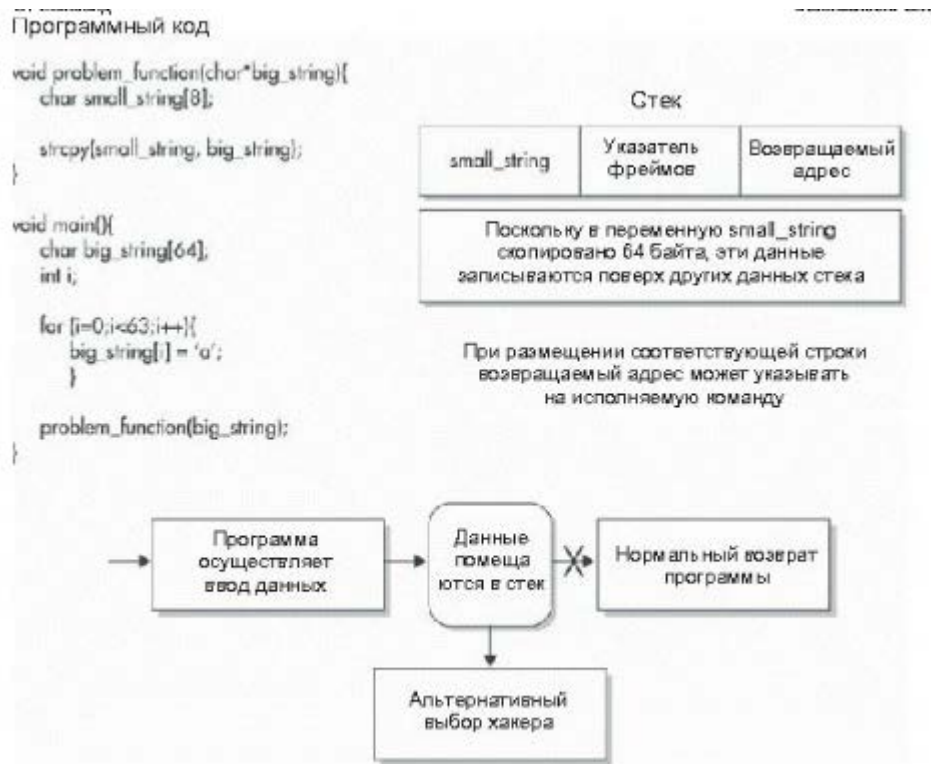 Программный код
void problem_function(char*big_string){
char small_string[8];
strcpy(small_string, big_string);
}
void main(){
char big_string[64];
int i;
for (i=0;i<63;i++){
big_string[i] = ‘a’;
}
problem_function(big_string);
}
Стек
small_string
Указатель
фреймов
Возвращаемый
адрес
Поскольку в переменную small_string
скопировано 64 байта, эти данные
записываются поверх других данных стека
При размещении соответствующей строки
возвращаемый адрес может указывать
на исполняемую команду
Программа
осуществляет
ввод данных
Данные
помеща
ются в стек
Нормальный возврат
программы
Альтернативный
выбор хакера